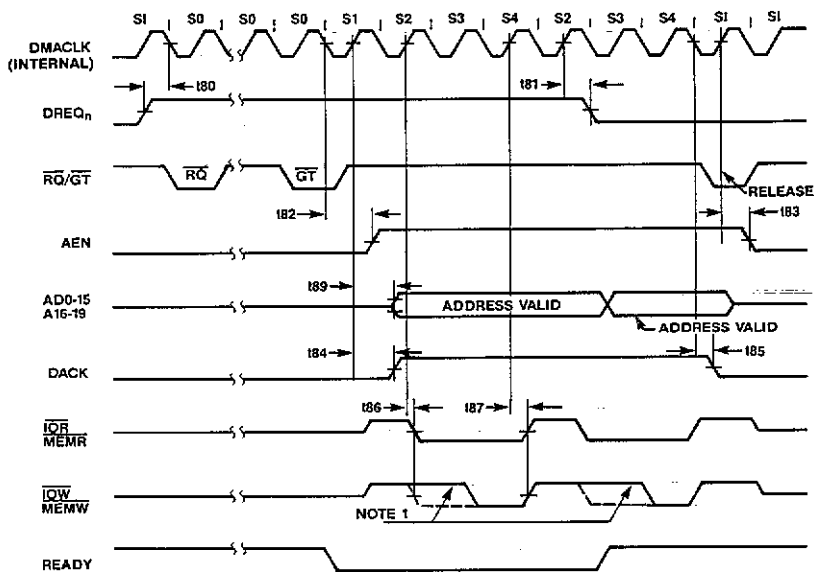 SI S0 S0 S0 S1 S2 S3 S4 S2 S3 S4 SI SI
DMACLK
(INTERNAL)
t80
t81
DREQn
RQ/GT
RQ
GT
RELEASE
t82
t83
AEN
t89
AD0-15
A16-19
ADDRESS VALID
ADDRESS VALID
t84
t85
DACK
t86
t87
IOR
MEMR
IOW
MEMW
NOTE 1
READY